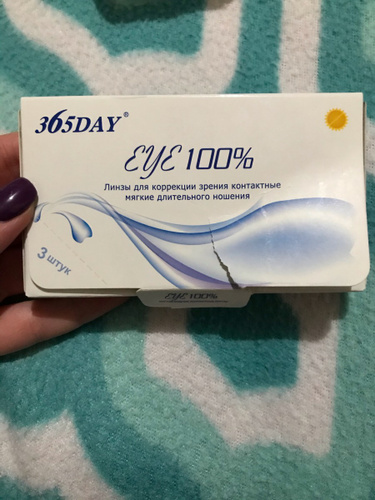 365DAY®
EYE 100%
Линзы для коррекции зрения контактные
мягкие длительного ношения
3 штук
EYE 100%